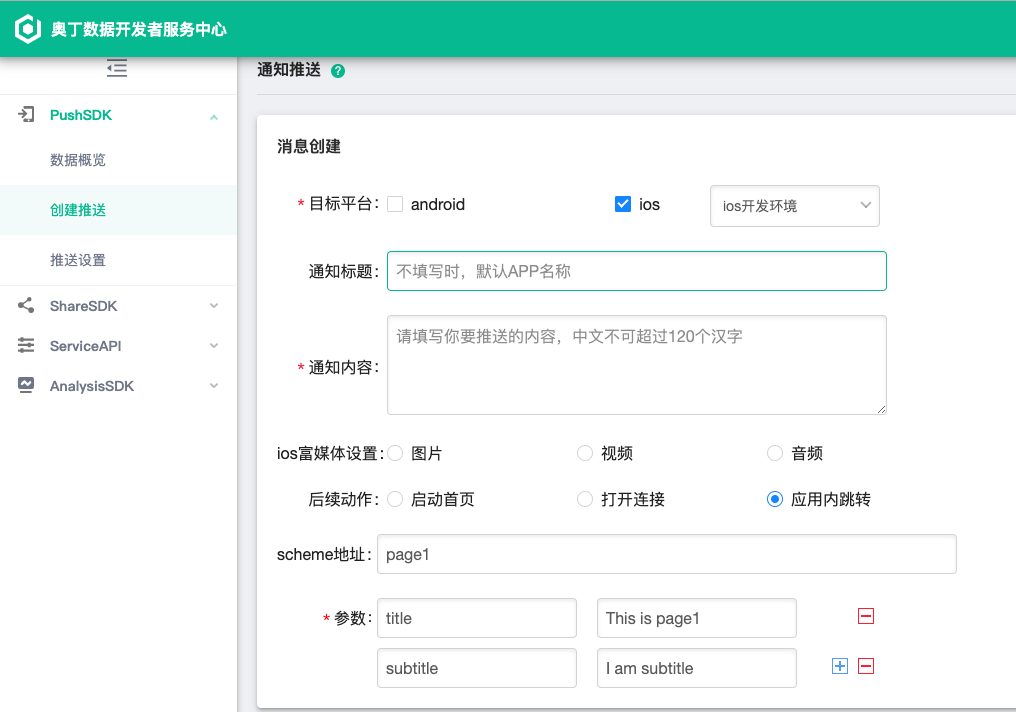 奥丁数据开发者服务中心
PushSDK
数据概览
创建推送
推送设置
ShareSDK
ServiceAPI
AnalysisSDK
通知推送 ?
消息创建
* 目标平台: android ios ios开发环境
通知标题: 不填写时，默认APP名称
* 通知内容: 请填写你要推送的内容，中文不可超过120个汉字
ios富媒体设置: 图片 视频 音频
后续动作: 启动首页 打开连接 应用内跳转
scheme地址: page1
* 参数: title This is page1
subtitle I am subtitle